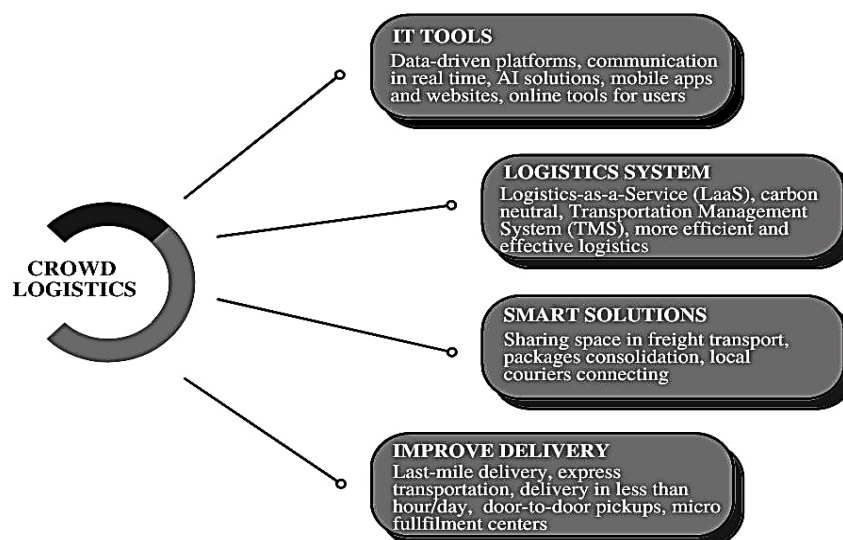 IT TOOLS
Data-driven platforms, communication
in real time, AI solutions, mobile apps
and websites, online tools for users
LOGISTICS SYSTEM
Logistics-as-a-Service (LaaS), carbon
neutral, Transportation Management
System (TMS), more efficient and
effective logistics
CROWD
LOGISTICS
SMART SOLUTIONS
Sharing space in freight transport,
packages consolidation, local
couriers connecting
IMPROVE DELIVERY
Last-mile delivery, express
transportation, delivery in less than
hour/day, door-to-door pickups, micro
fullfilment centers